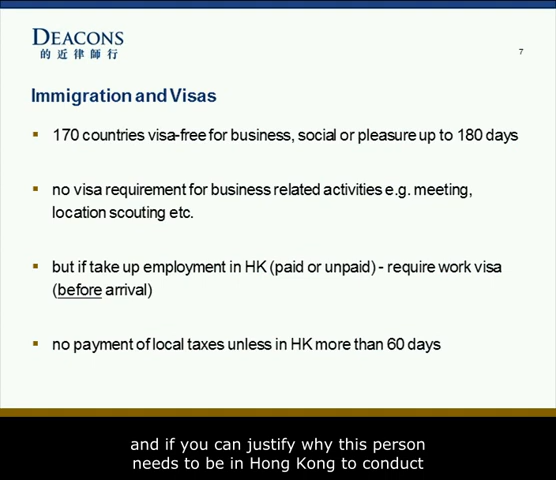 DEACONS
的近律師行
7
Immigration and Visas
170 countries visa-free for business, social or pleasure up to 180 days
no visa requirement for business related activities e.g. meeting,
location scouting etc.
but if take up employment in HK (paid or unpaid) - require work visa
(before arrival)
no payment of local taxes unless in HK more than 60 days
and if you can justify why this person
needs to be in Hong Kong to conduct